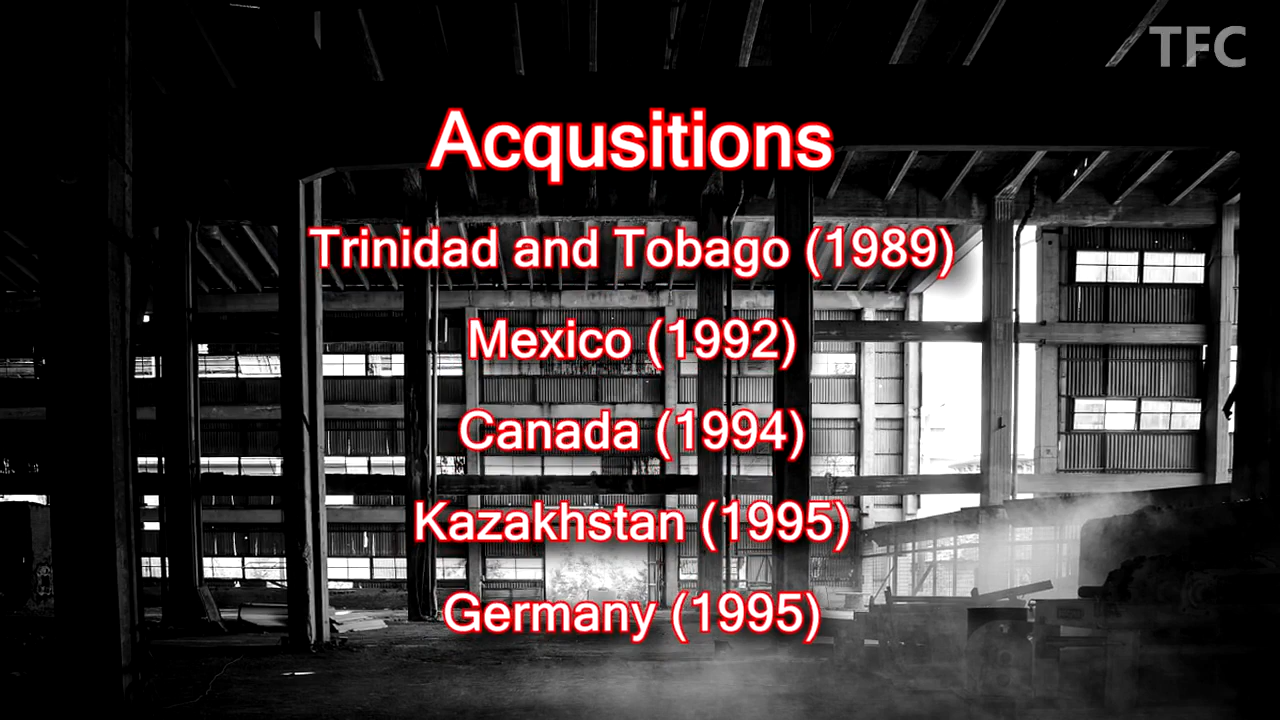 TFC
Acqusitions
Trinidad and Tobago (1989)
Mexico (1992)
Canada (1994)
Kazakhstan (1995)
Germany (1995)